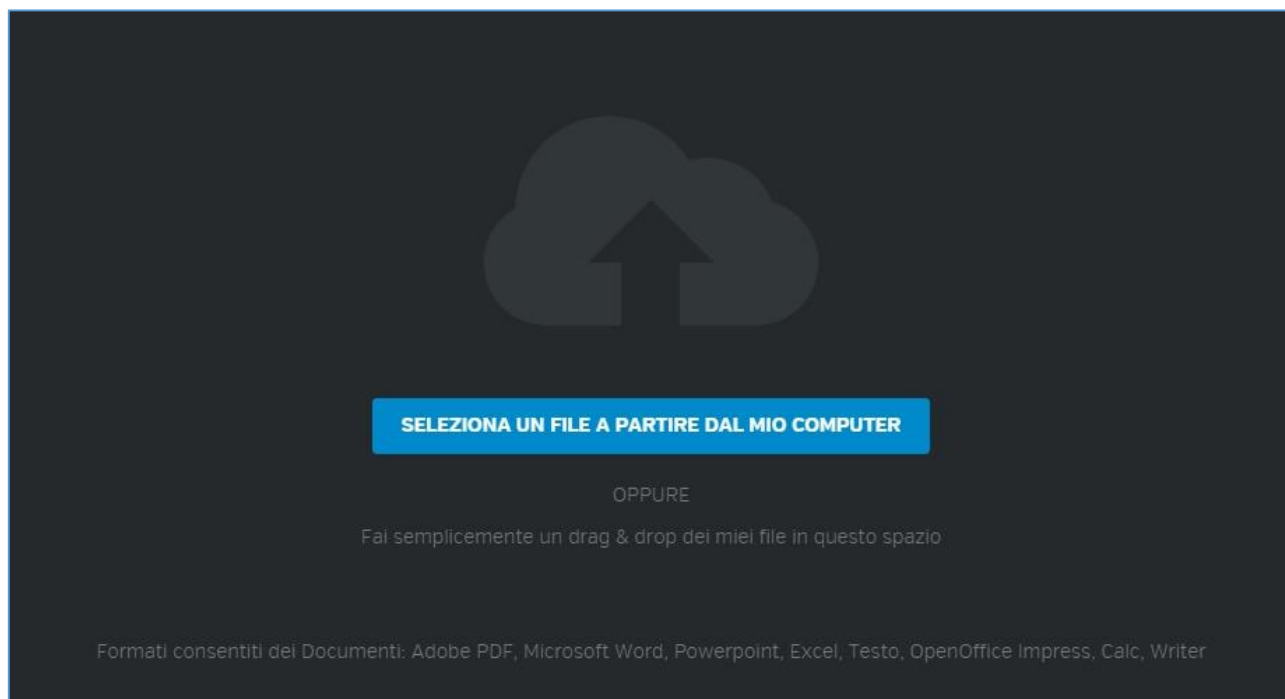 SELEZIONA UN FILE A PARTIRE DAL MIO COMPUTER
OPPURE
Fai semplicemente un drag & drop dei miei file in questo spazio
Formati consentiti dei Documenti: Adobe PDF, Microsoft Word, Powerpoint, Excel, Testo, OpenOffice Impress, Calc, Writer